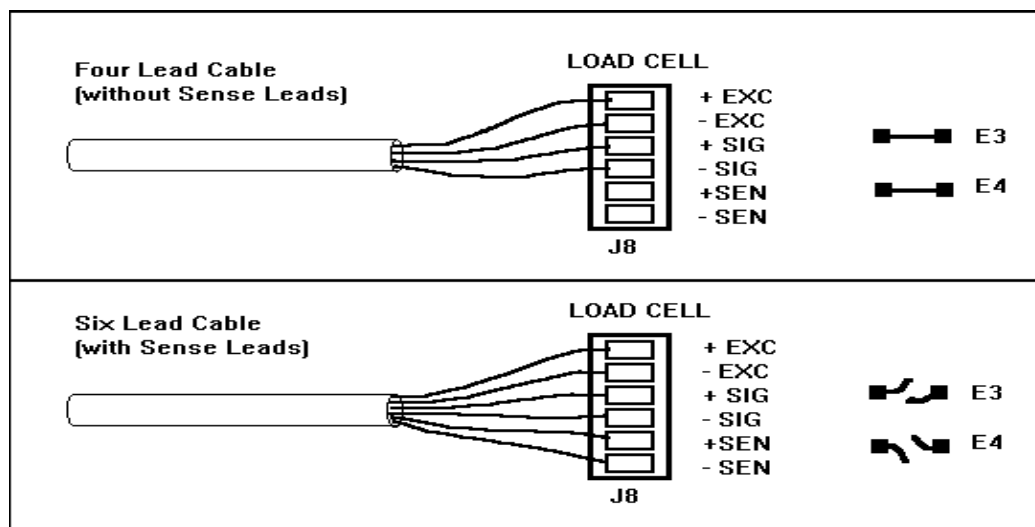 Four Lead Cable
(without Sense Leads)
LOAD CELL
+ EXC
- EXC
+ SIG
- SIG
+SEN
- SEN
J8
E3
E4
Six Lead Cable
(with Sense Leads)
LOAD CELL
+ EXC
- EXC
+ SIG
- SIG
+SEN
- SEN
J8
E3
E4